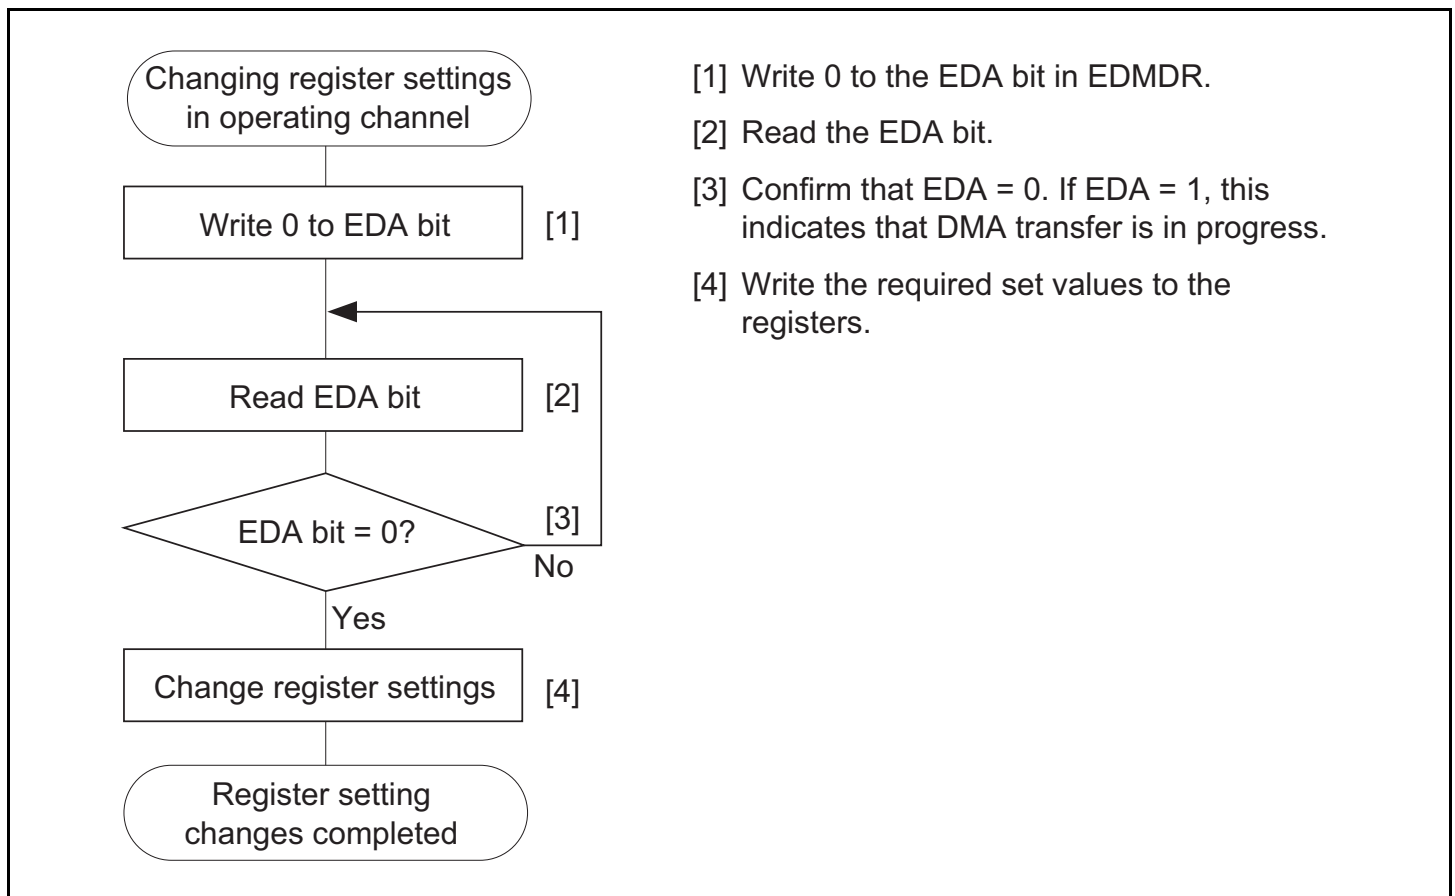 Changing register settings
in operating channel
Write 0 to EDA bit
[1]
Read EDA bit
[2]
EDA bit = 0?
[3]
No
Yes
Change register settings
[4]
Register setting
changes completed
[1] Write 0 to the EDA bit in EDMDR.
[2] Read the EDA bit.
[3] Confirm that EDA = 0. If EDA = 1, this
indicates that DMA transfer is in progress.
[4] Write the required set values to the
registers.